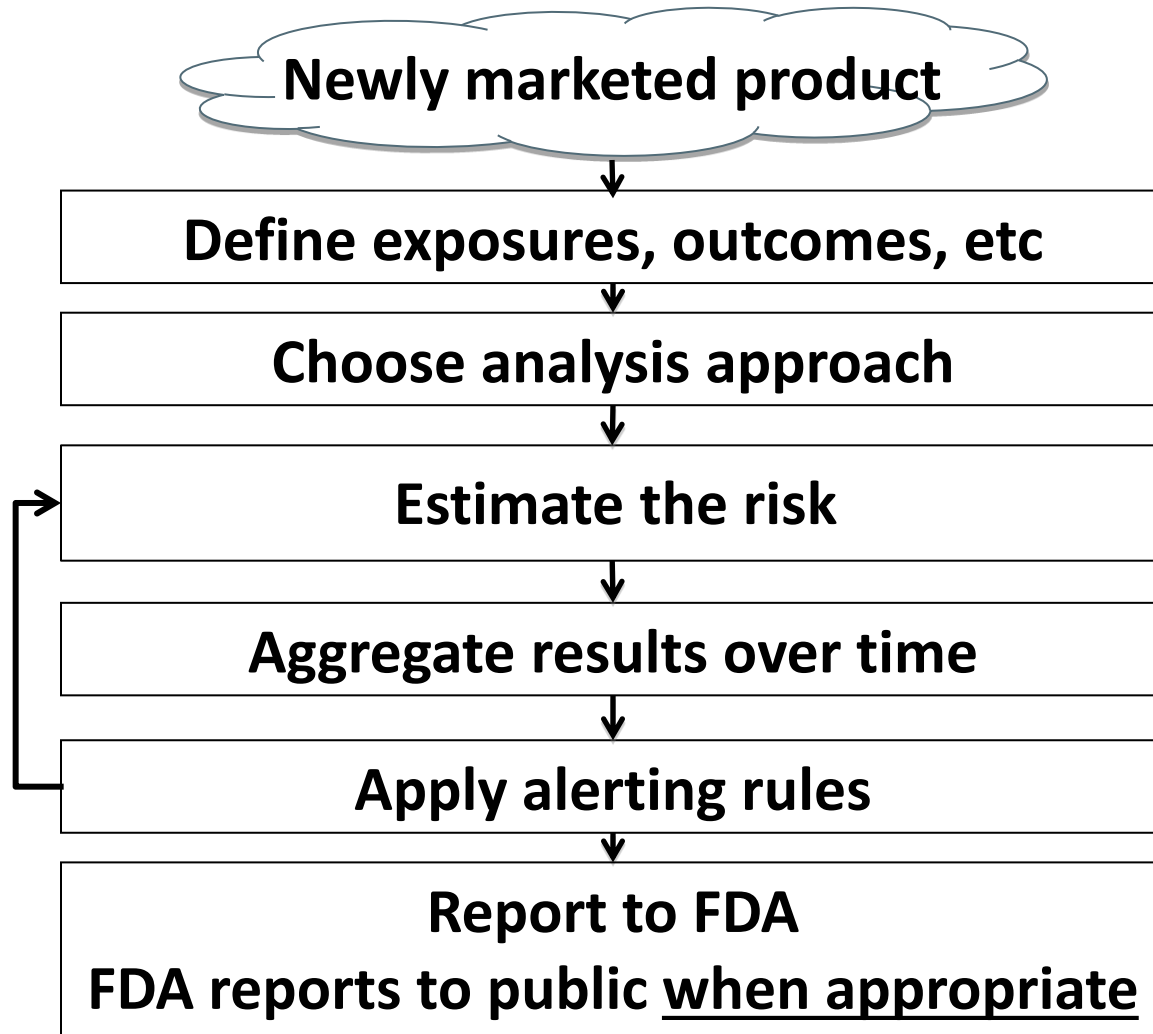 Newly marketed product
Define exposures, outcomes, etc
Choose analysis approach
Estimate the risk
Aggregate results over time
Apply alerting rules
Report to FDA
FDA reports to public when appropriate